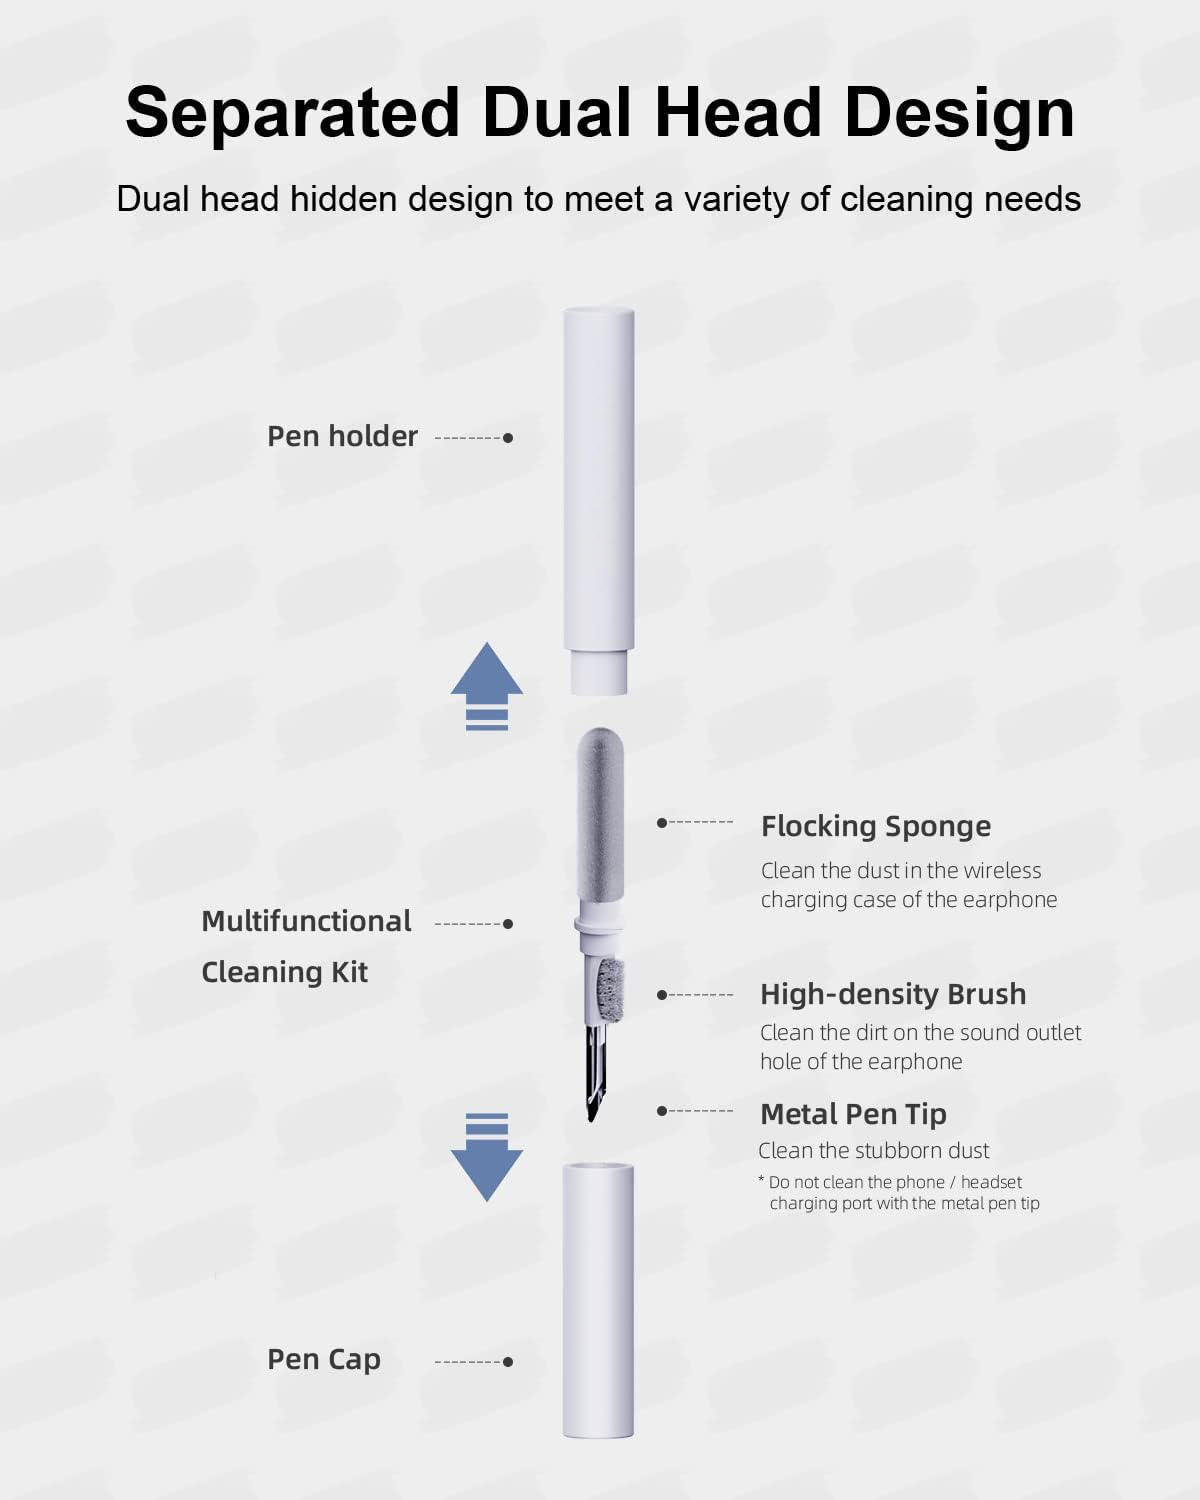 Separated Dual Head Design
Dual head hidden design to meet a variety of cleaning needs
Pen holder
Flocking Sponge
Clean the dust in the wireless
charging case of the earphone
Multifunctional
Cleaning Kit
High-density Brush
Clean the dirt on the sound outlet
hole of the earphone
Metal Pen Tip
Clean the stubborn dust
* Do not clean the phone / headset
charging port with the metal pen tip
Pen Cap